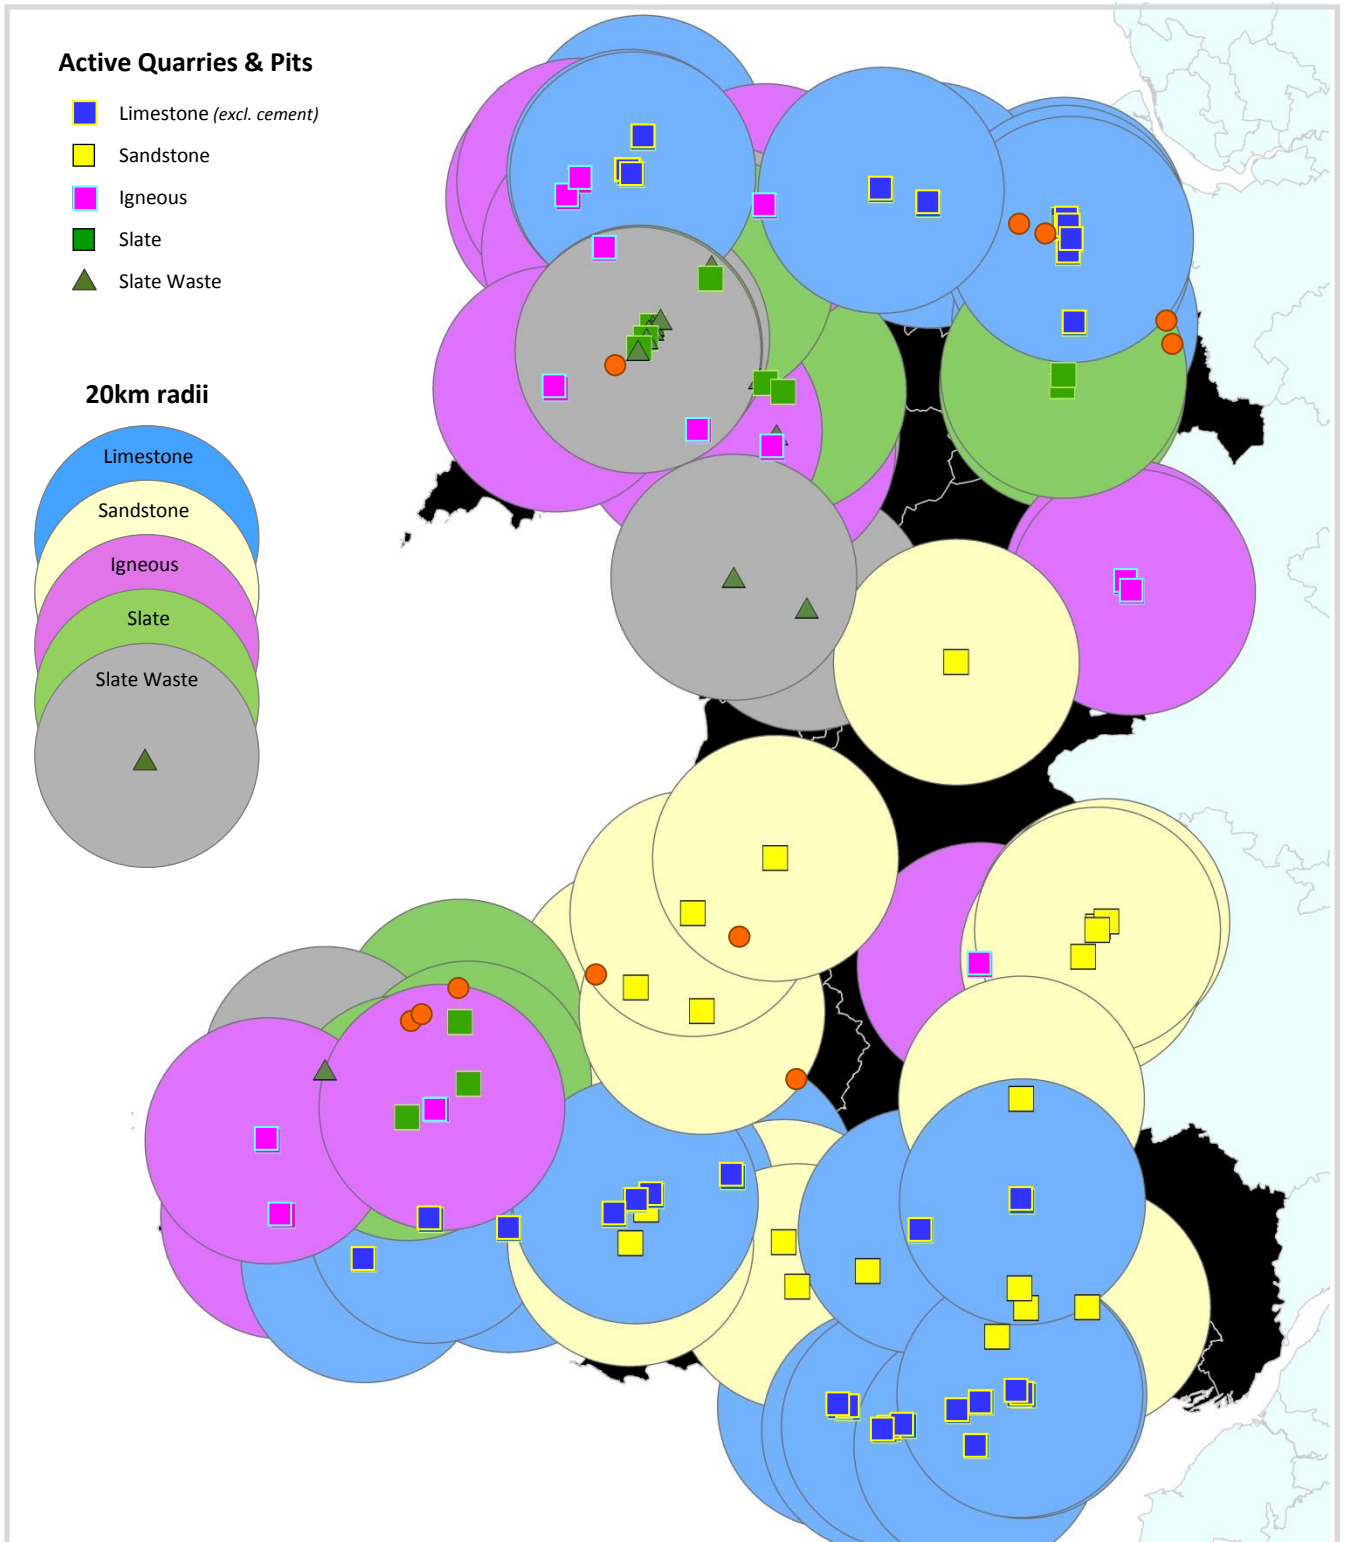 Active Quarries & Pits
Limestone (excl. cement)
Sandstone
Igneous
Slate
Slate Waste
20km radii
Limestone
Sandstone
Igneous
Slate
Slate Waste